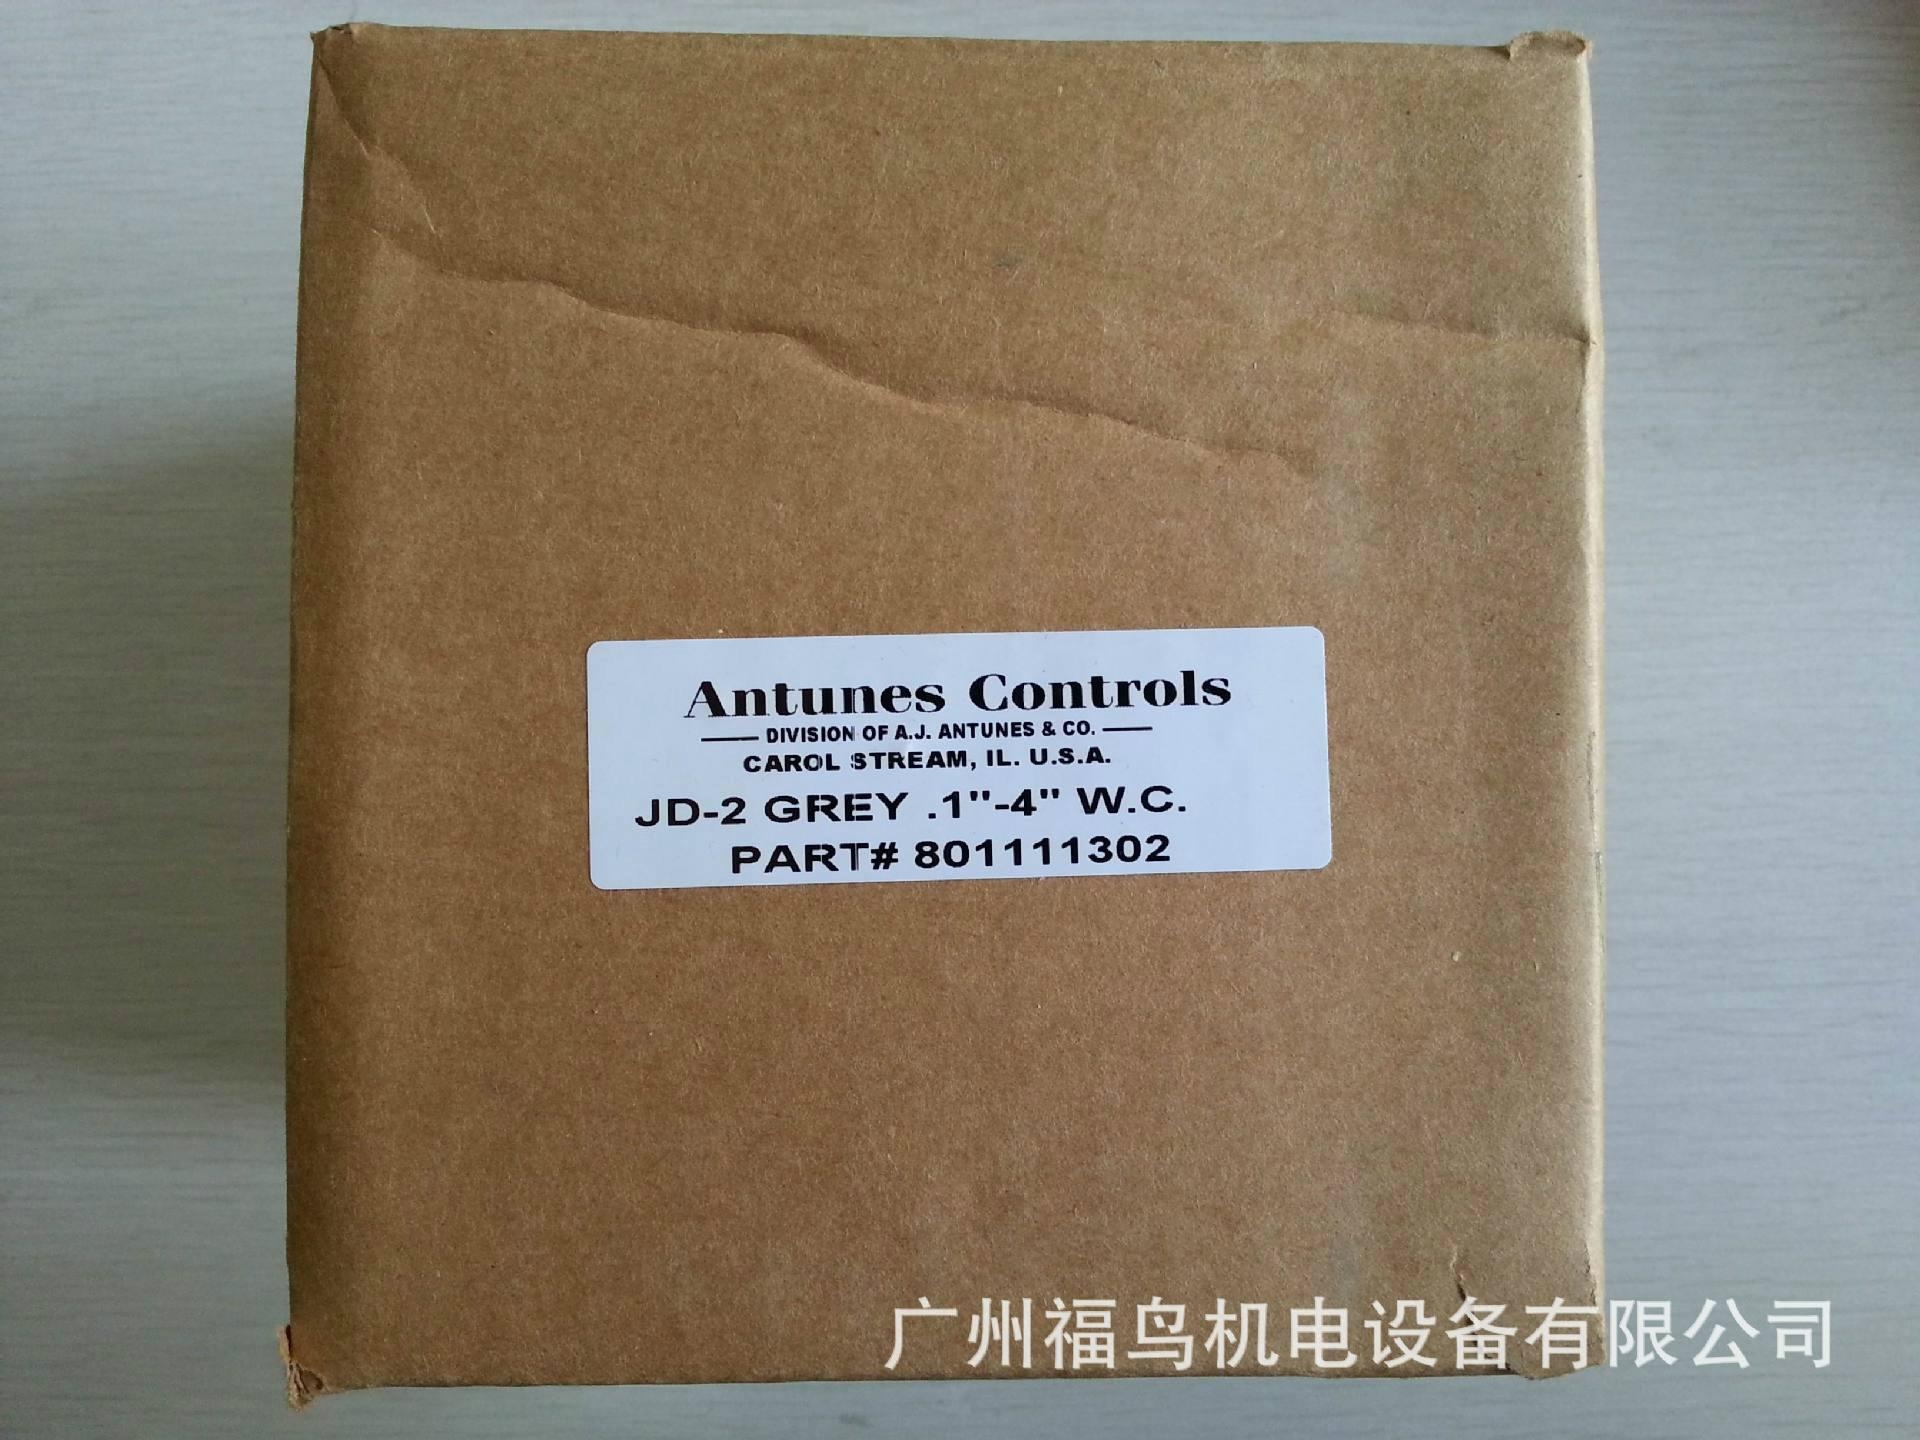 Antunes Controls
DIVISION OF A.J. ANTUNES & CO.
CAROL STREAM, IL. U.S.A.
JD-2 GREY .1"-4" W.C.
PART# 801111302
广州福鸟机电设备有限公司